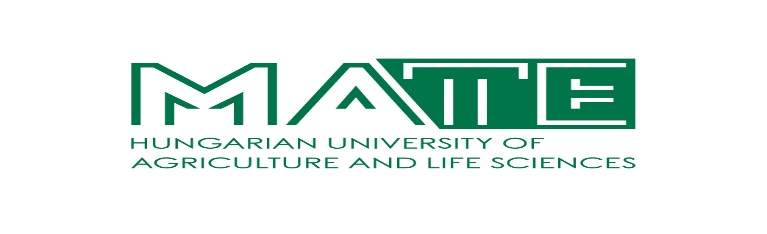 MATE
HUNGARIAN UNIVERSITY OF
AGRICULTURE AND LIFE SCIENCES